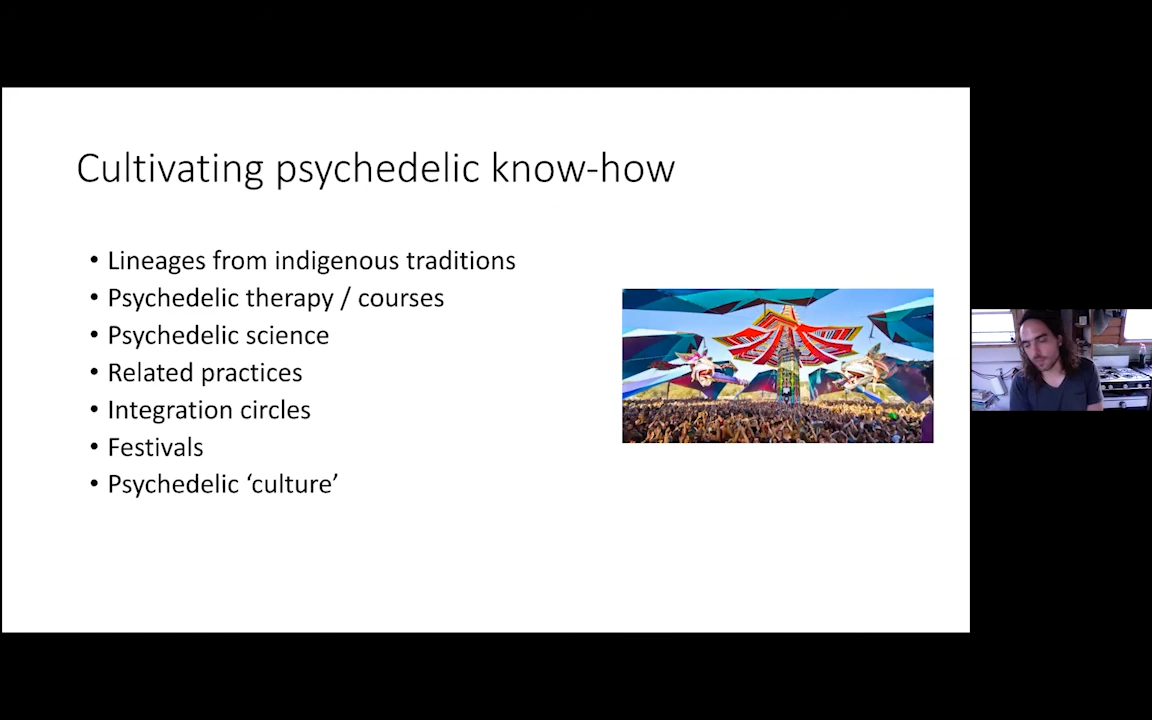 Cultivating psychedelic know-how
• Lineages from indigenous traditions
• Psychedelic therapy / courses
• Psychedelic science
• Related practices
• Integration circles
• Festivals
• Psychedelic ‘culture’